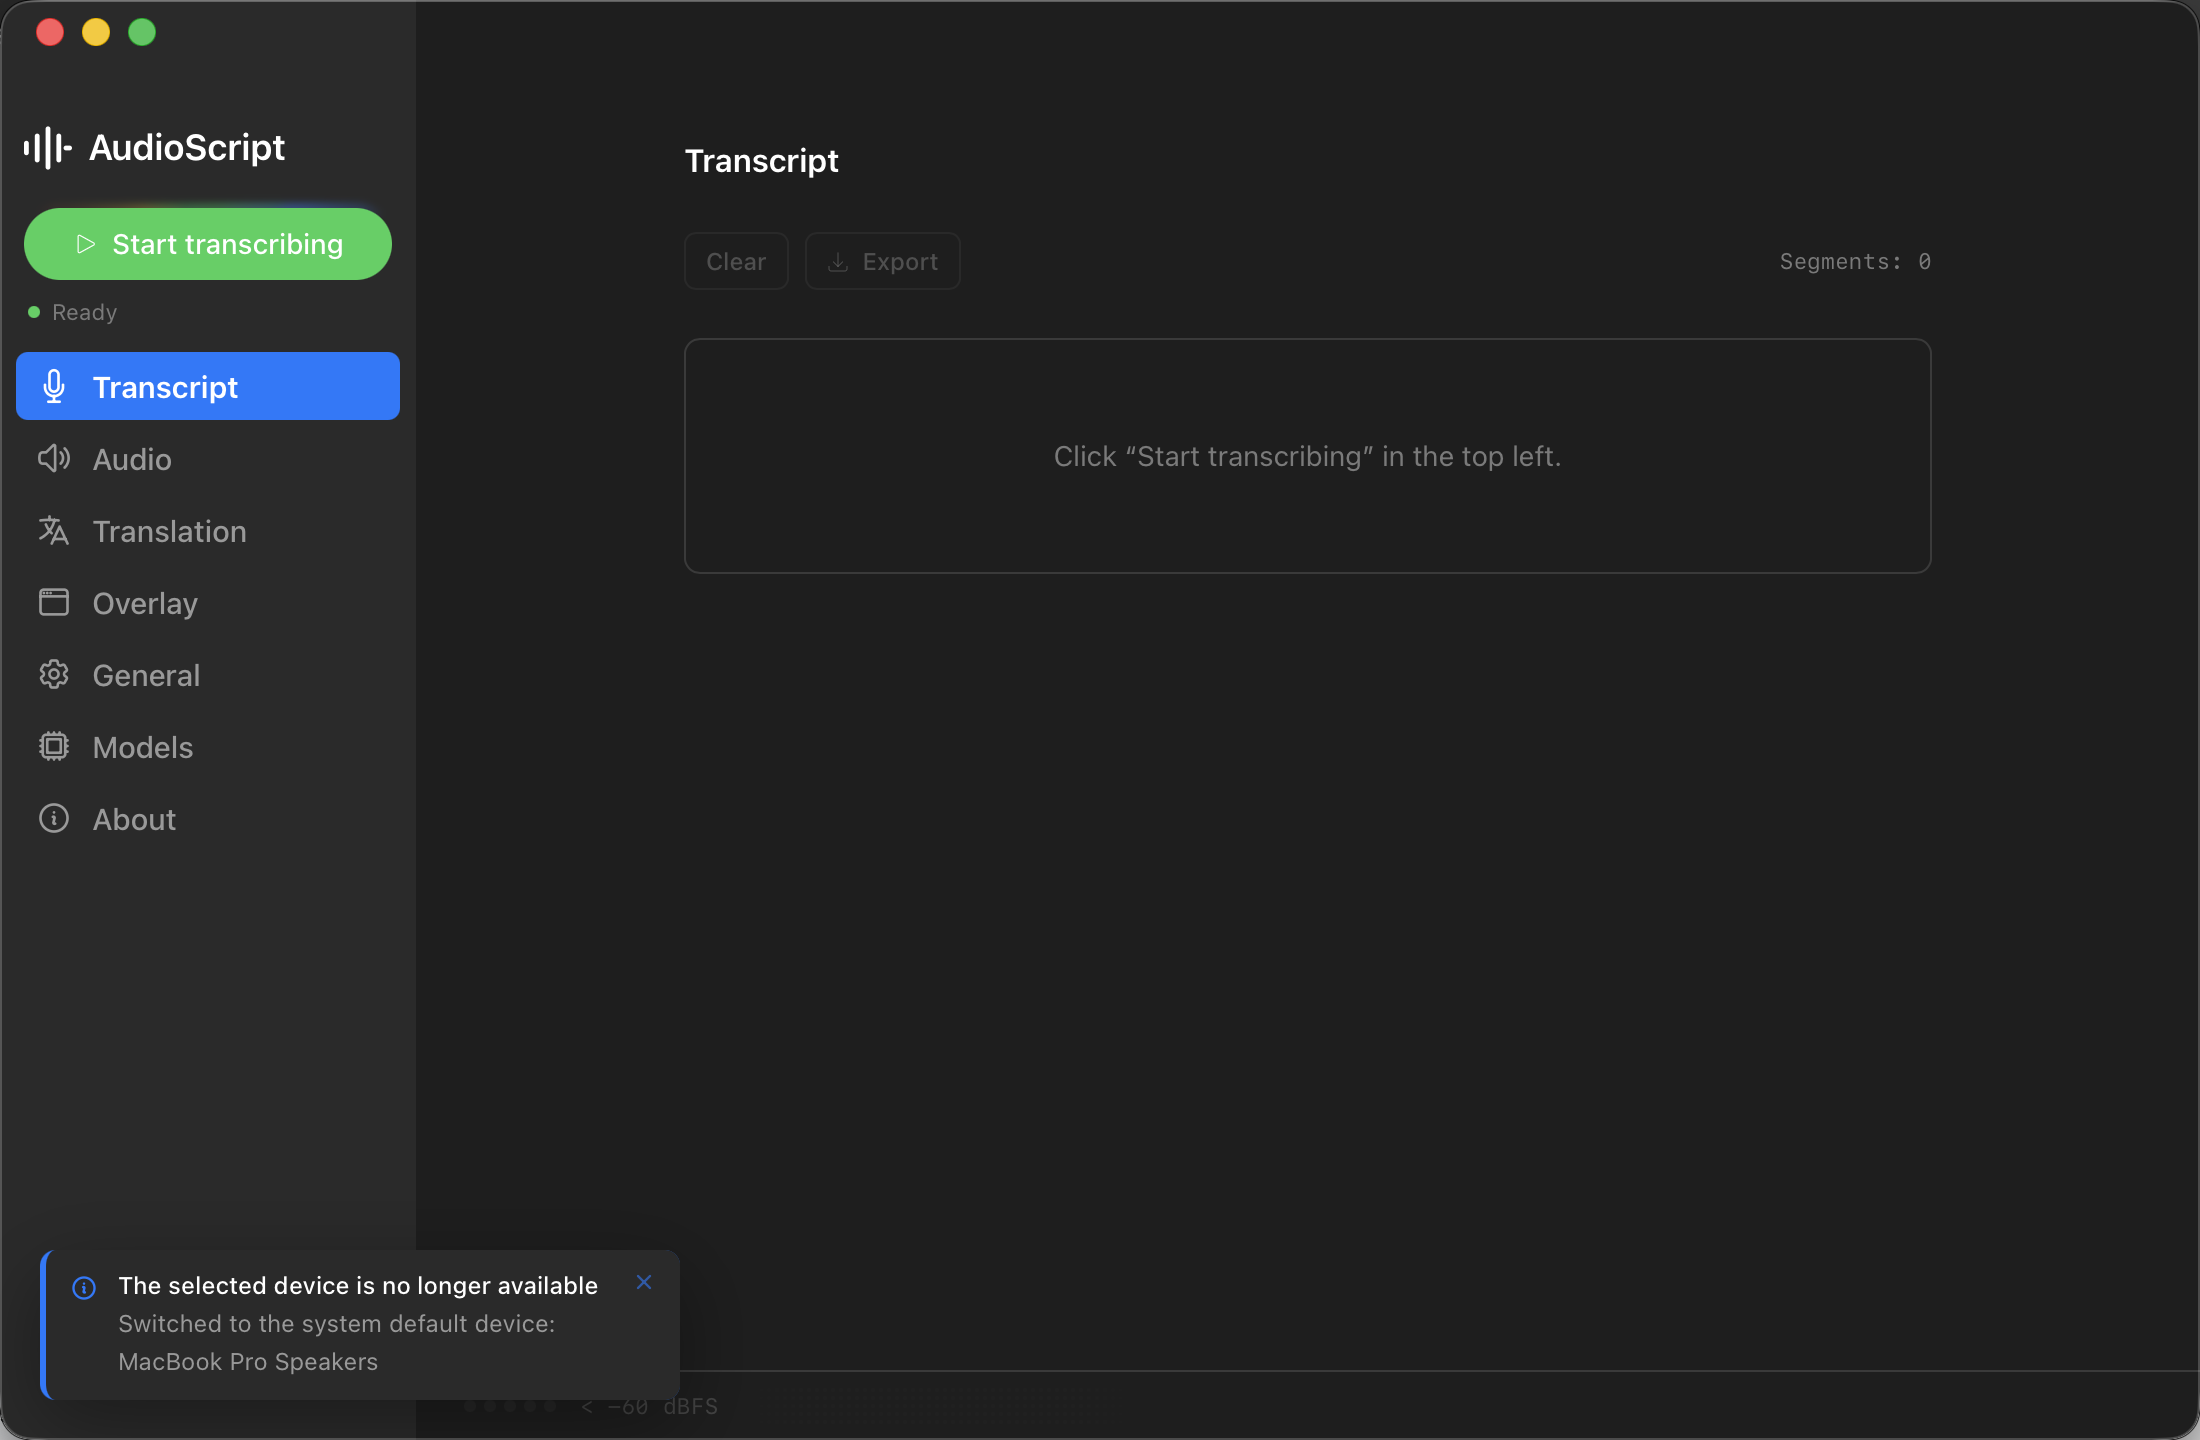 AudioScript
Start transcribing
Ready
Transcript
Audio
Translation
Overlay
General
Models
About
Transcript
Clear
Export
Segments: 0
Click “Start transcribing” in the top left.
The selected device is no longer available
Switched to the system default device:
MacBook Pro Speakers
< −60 dBFS